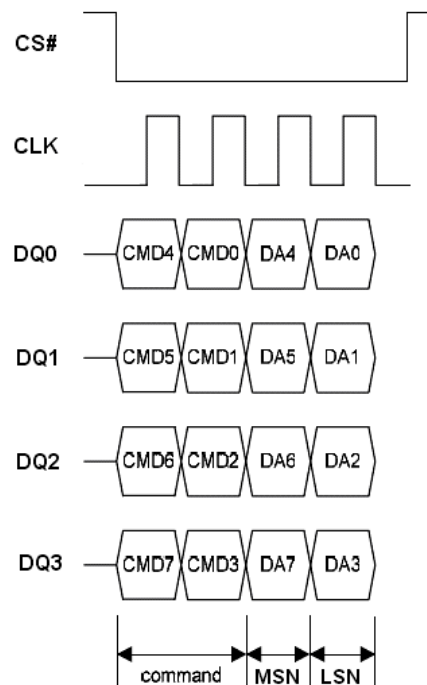 CS#
CLK
DQ0 CMD4 CMD0 DA4 DA0
DQ1 CMD5 CMD1 DA5 DA1
DQ2 CMD6 CMD2 DA6 DA2
DQ3 CMD7 CMD3 DA7 DA3
command MSN LSN